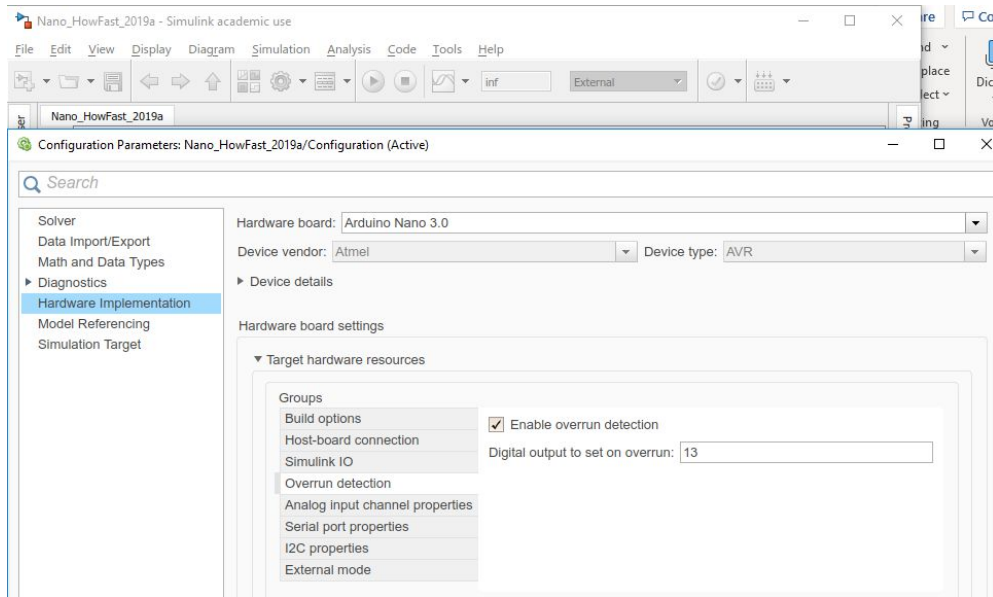 Nano_HowFast_2019a - Simulink academic use
File Edit View Display Diagram Simulation Analysis Code Tools Help
inf External
Nano_HowFast_2019a
Configuration Parameters: Nano_HowFast_2019a/Configuration (Active)
Search
Solver
Data Import/Export
Math and Data Types
Diagnostics
Hardware Implementation
Model Referencing
Simulation Target
Hardware board: Arduino Nano 3.0
Device vendor: Atmel Device type: AVR
Device details
Hardware board settings
Target hardware resources
Groups
Build options
Host-board connection
Simulink IO
Overrun detection
Analog input channel properties
Serial port properties
I2C properties
External mode
Enable overrun detection
Digital output to set on overrun: 13